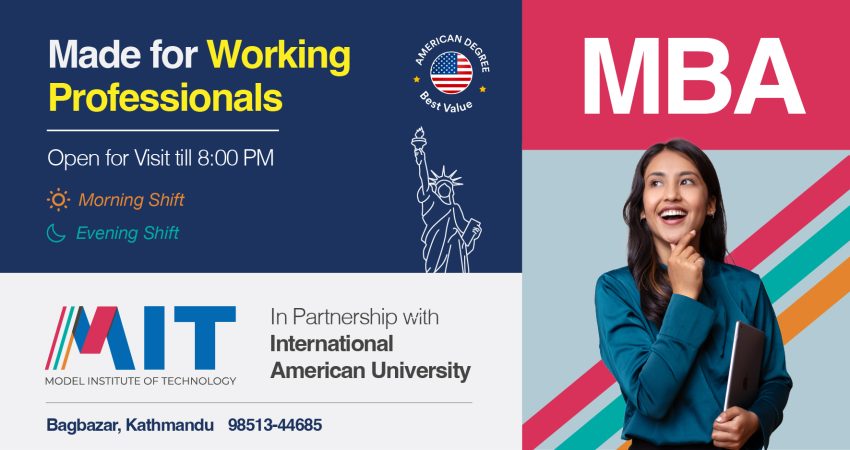 Made for Working
Professionals
Open for Visit till 8:00 PM
Morning Shift
Evening Shift
AMERICAN DEGREE
Best Value
MBA
MIT
MODEL INSTITUTE OF TECHNOLOGY
In Partnership with
International
American University
Bagbazar, Kathmandu 98513-44685